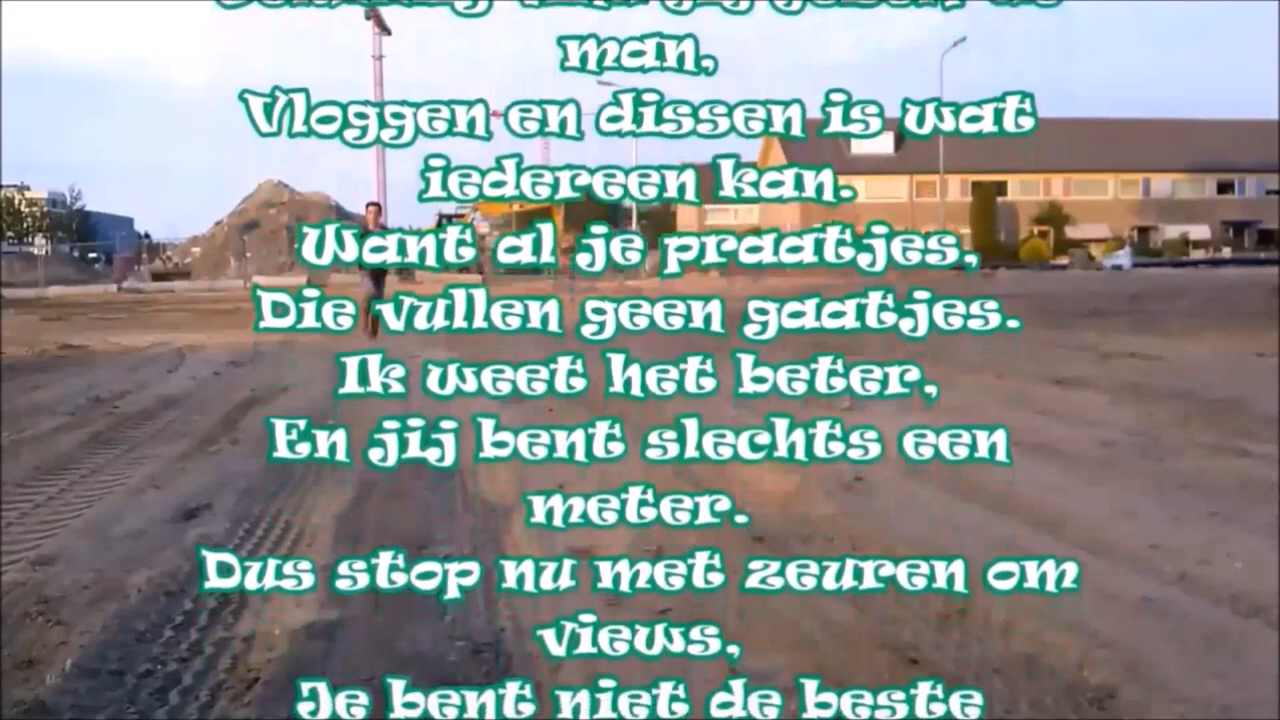 man,
Vloggen en dissen is wat
iedereen kan.
Want al je praatjes,
Die vullen geen gaatjes.
Ik weet het beter,
En jij bent slechts een
meter.
Dus stop nu met zeuren om
views,
Je bent niet de beste